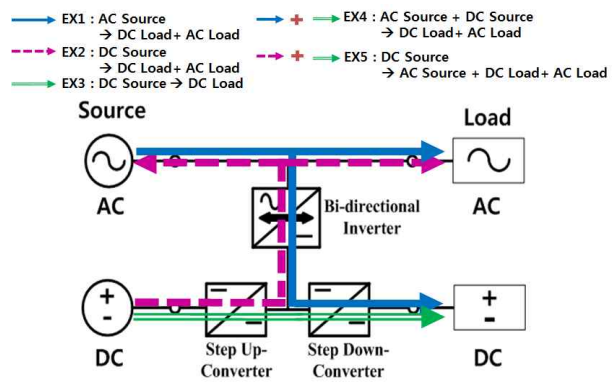 EX1 : AC Source
→ DC Load+ AC Load
EX2 : DC Source
→ DC Load+ AC Load
EX3 : DC Source → DC Load
+ EX4 : AC Source + DC Source
→ DC Load+ AC Load
+ EX5 : DC Source
→ AC Source + DC Load+ AC Load
Source
Load
AC
AC
Bi-directional
Inverter
+
-
+
-
DC
Step Up-
Converter
Step Down-
Converter
DC